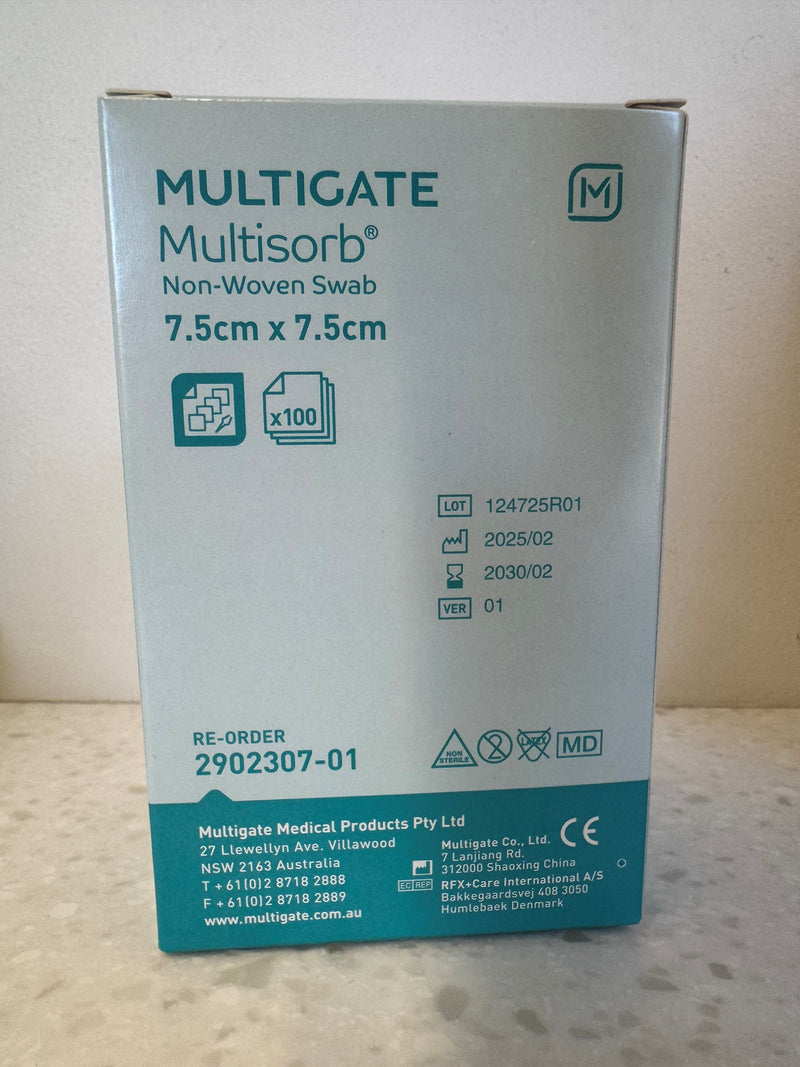 MULTIGATE
M
Multisorb®
Non-Woven Swab
7.5cm x 7.5cm
x100
LOT 124725R01
2025/02
2030/02
VER 01
RE-ORDER
2902307-01
NON STERILE
2
LATEX
MD
Multigate Medical Products Pty Ltd
27 Llewellyn Ave. Villawood
NSW 2163 Australia
T +61(0)2 8718 2888
F +61(0)2 8718 2889
www.multigate.com.au
Multigate Co., Ltd.
CE
7 Lanjiang Rd.
312000 Shaoxing China
EC REP RFX+Care International A/S
Bakkegaardsvej 408 3050
Humlebaek Denmark